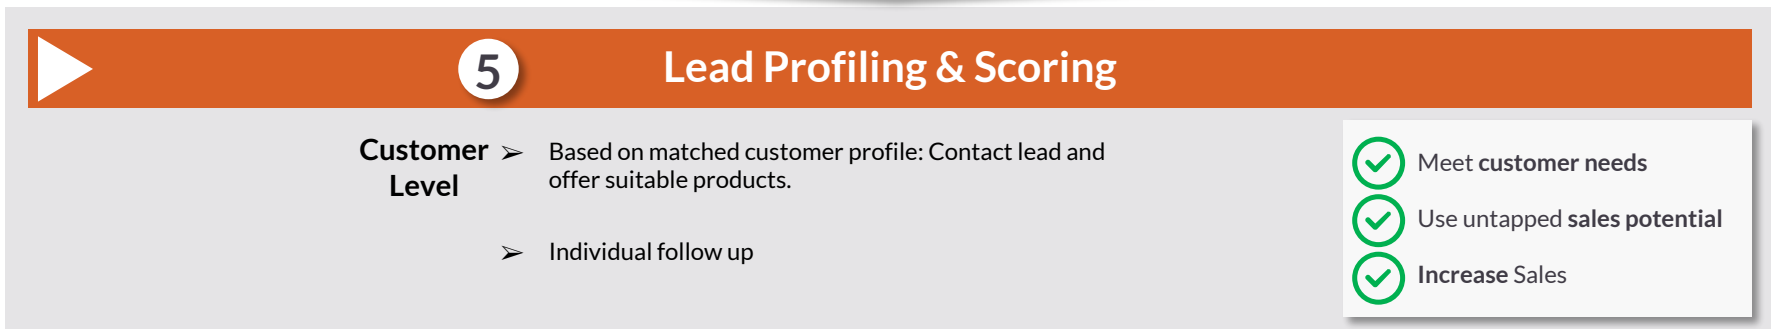 5
Lead Profiling & Scoring
Customer
Level
➢ Based on matched customer profile: Contact lead and
offer suitable products.
➢ Individual follow up
Meet customer needs
Use untapped sales potential
Increase Sales